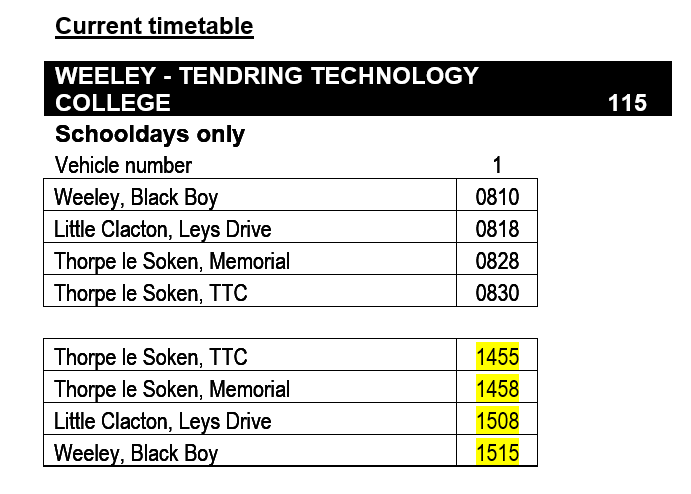 Current timetable
WEELEY - TENDRING TECHNOLOGY
COLLEGE 115
Schooldays only
Vehicle number 1
Weeley, Black Boy 0810
Little Clacton, Leys Drive 0818
Thorpe le Soken, Memorial 0828
Thorpe le Soken, TTC 0830
Thorpe le Soken, TTC 1455
Thorpe le Soken, Memorial 1458
Little Clacton, Leys Drive 1508
Weeley, Black Boy 1515